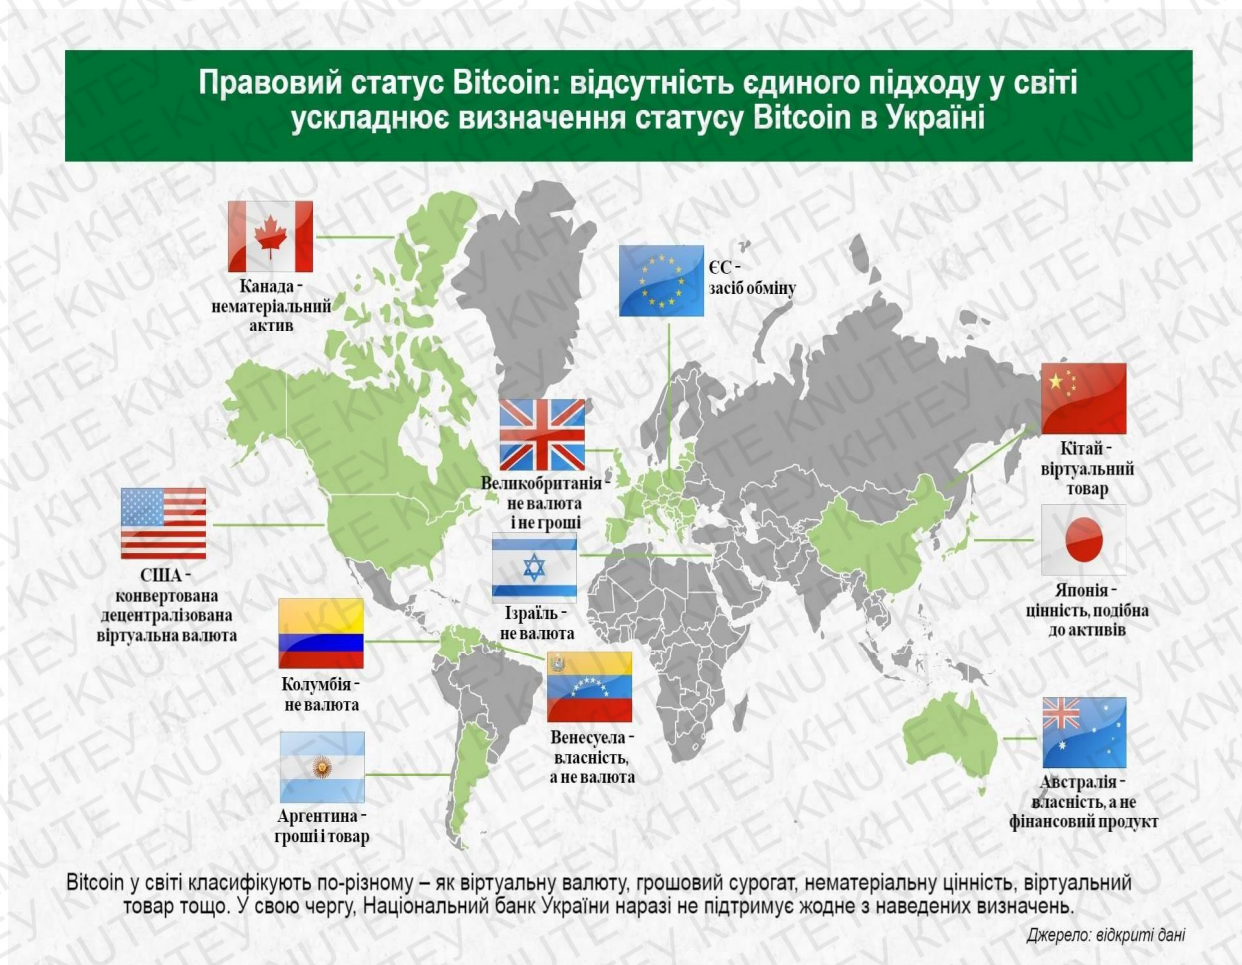 Правовий статус Bitcoin: відсутність єдиного підходу у світі
ускладнює визначення статусу Bitcoin в Україні
Канада -
нематеріальний
актив
ЄС -
засіб обміну
Великобританія -
не валюта
і не гроші
Кітай -
віртуальний
товар
США -
конвертована
децентралізована
віртуальна валюта
Ізраїль -
не валюта
Японія -
цінність, подібна
до активів
Колумбія -
не валюта
Венесуела -
власність,
а не валюта
Аргентина -
гроші і товар
Австралія -
власність, а не
фінансовий продукт
Bitcoin у світі класифікують по-різному – як віртуальну валюту, грошовий сурогат, нематеріальну цінність, віртуальний
товар тощо. У свою чергу, Національний банк України наразі не підтримує жодне з наведених визначень.
Джерело: відкриті дані
KNUTE КНТЕУ